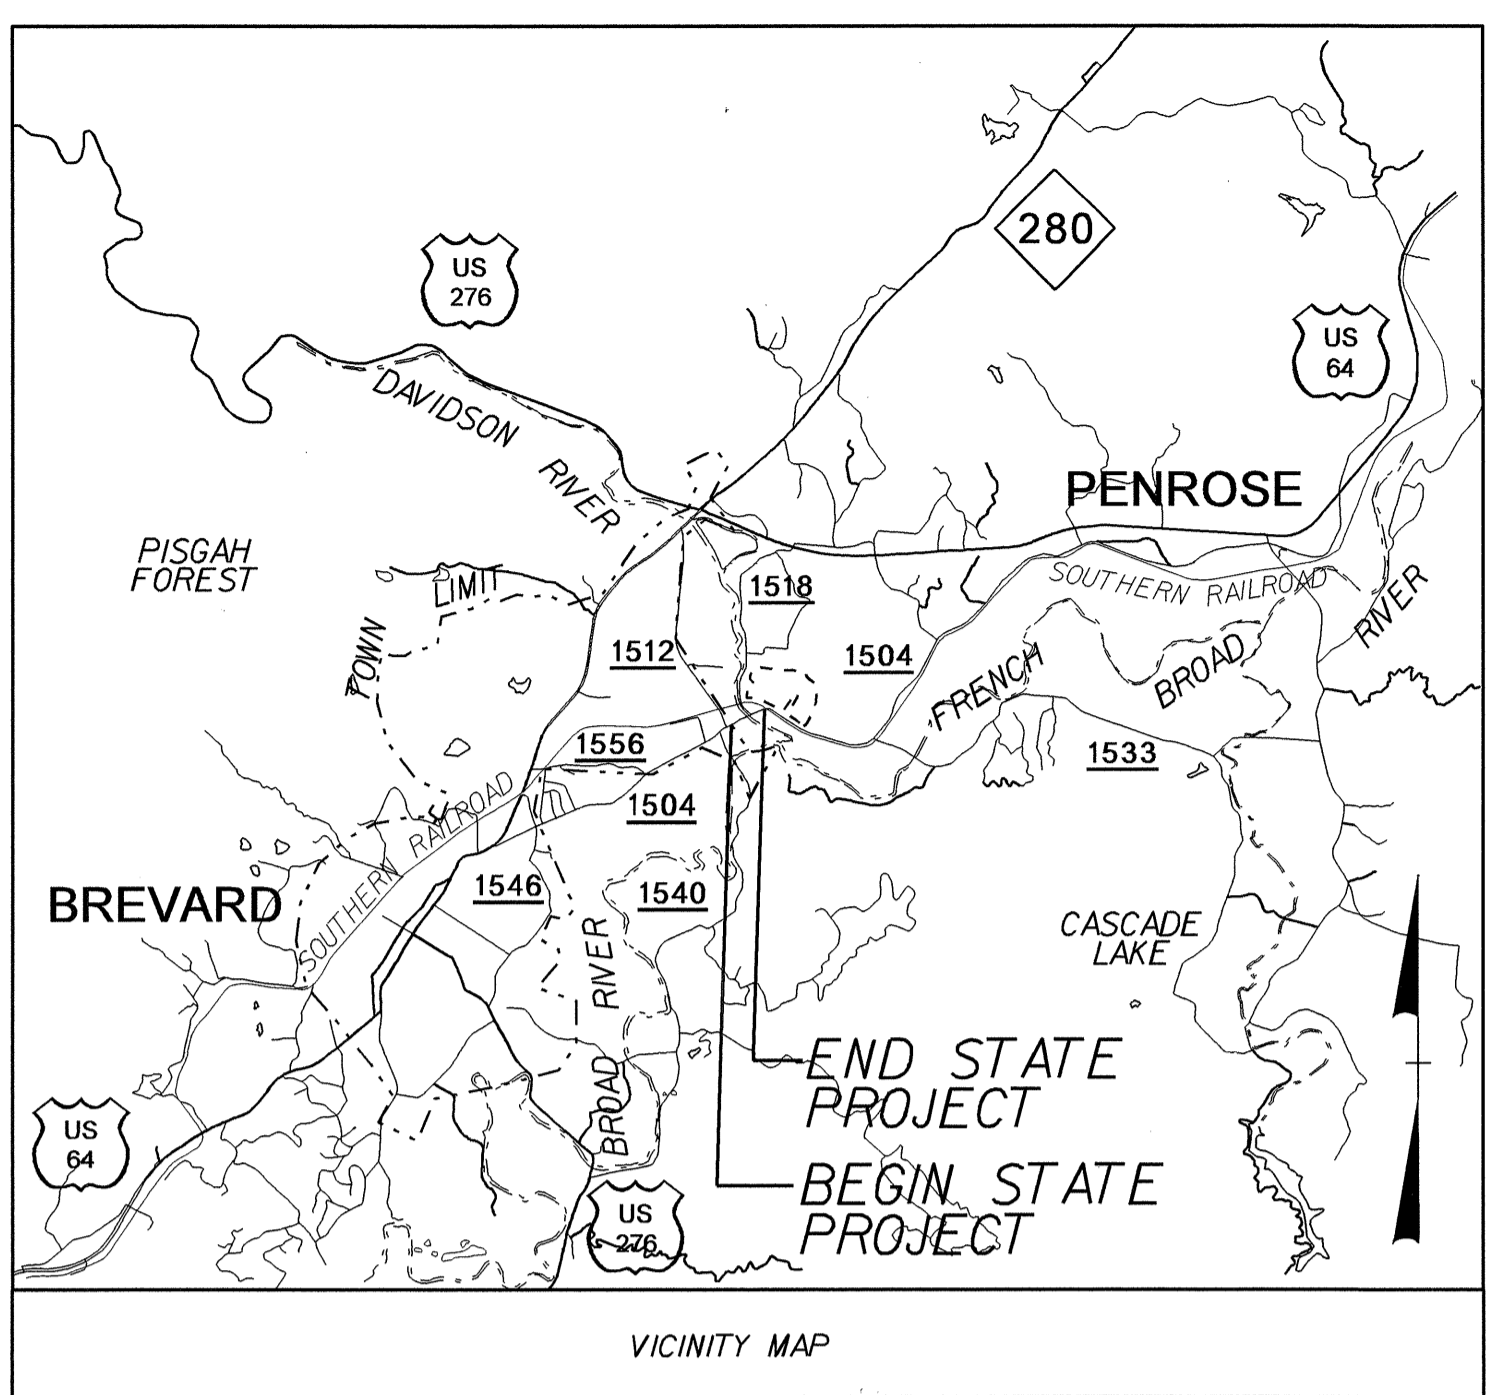 280
US
276
US
64
DAVIDSON RIVER
PENROSE
PISGAH
FOREST
TOWN LIMIT
SOUTHERN RAILROAD
1518
1512
1504
FRENCH BROAD RIVER
1556
1533
1504
SOUTHERN RAILROAD
1546
1540
BREVARD
CASCADE
LAKE
BROAD RIVER
END STATE
PROJECT
US
64
BEGIN STATE
PROJECT
US
276
VICINITY MAP